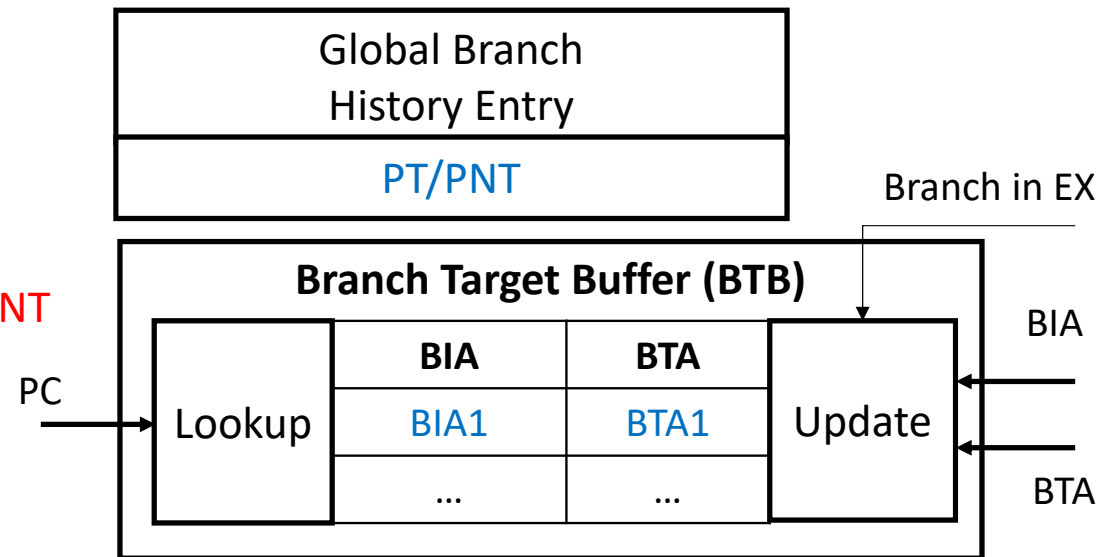 Global Branch
History Entry
PT/PNT
Branch in EX
Branch Target Buffer (BTB)
NT
PC
Lookup
BIA
BTA
BIA1
BTA1
...
...
Update
BIA
BTA